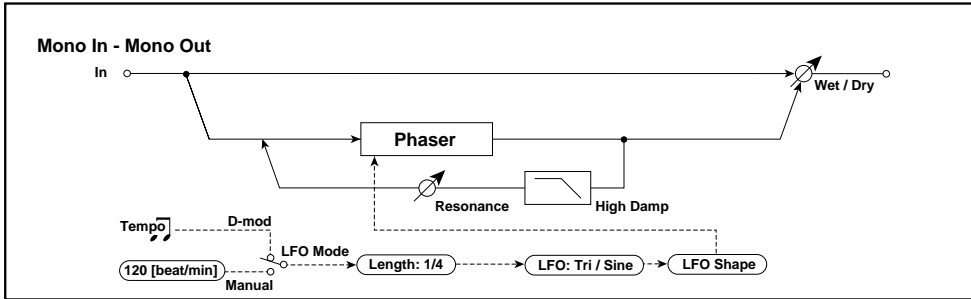 Mono In - Mono Out
In
Wet / Dry
Phaser
Resonance
High Damp
Tempo
D-mod
LFO Mode
120 [beat/min]
Manual
Length: 1/4
LFO: Tri / Sine
LFO Shape